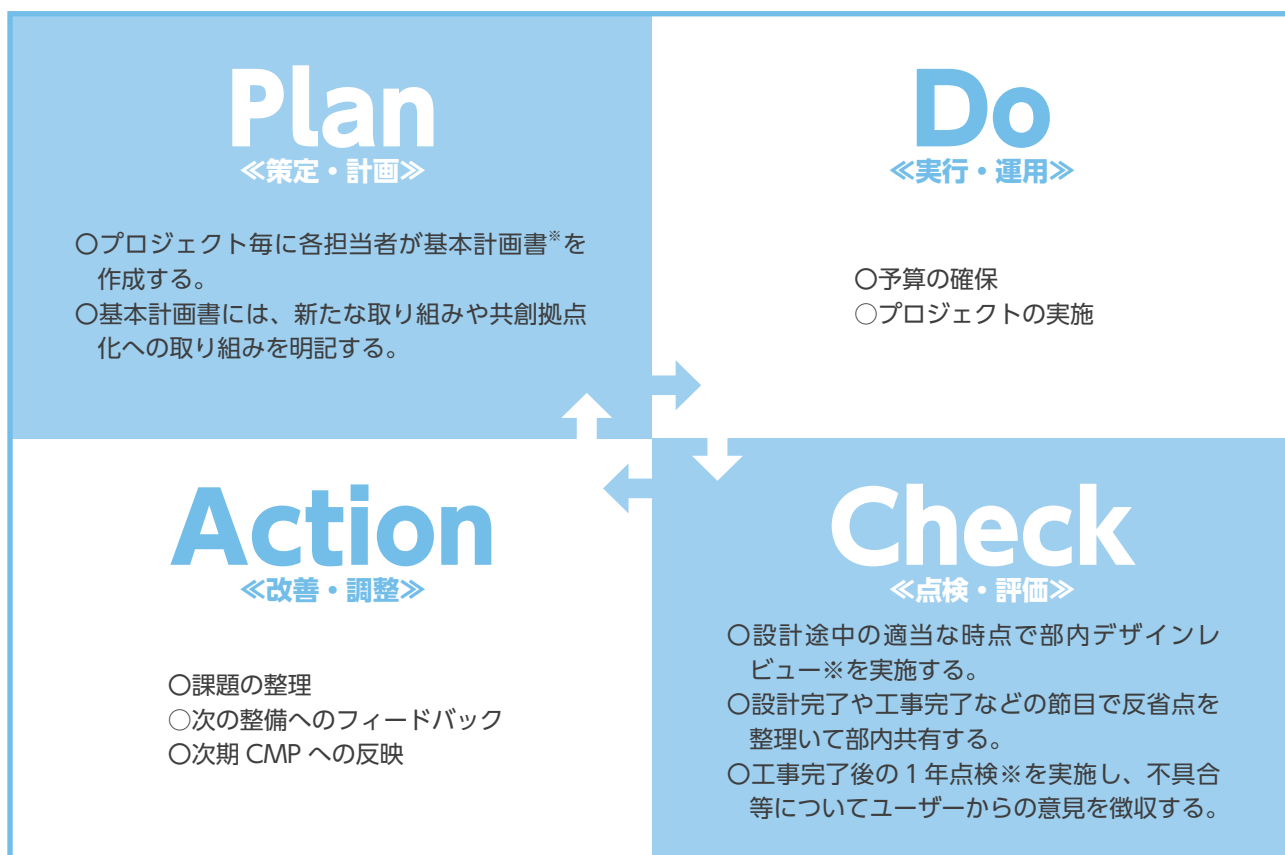 Plan
≪策定・計画≫
〇プロジェクト毎に各担当者が基本計画書※を
作成する。
〇基本計画書には、新たな取り組みや共創拠点
化への取り組みを明記する。
Do
≪実行・運用≫
〇予算の確保
○プロジェクトの実施
Action
≪改善・調整≫
〇課題の整理
○次の整備へのフィードバック
〇次期 CMP への反映
Check
≪点検・評価≫
〇設計途中の適当な時点で部内デザインレ
ビュー※を実施する。
〇設計完了や工事完了などの節目で反省点を
整理いて部内共有する。
〇工事完了後の 1 年点検※を実施し、不具合
等についてユーザーからの意見を徴収する。